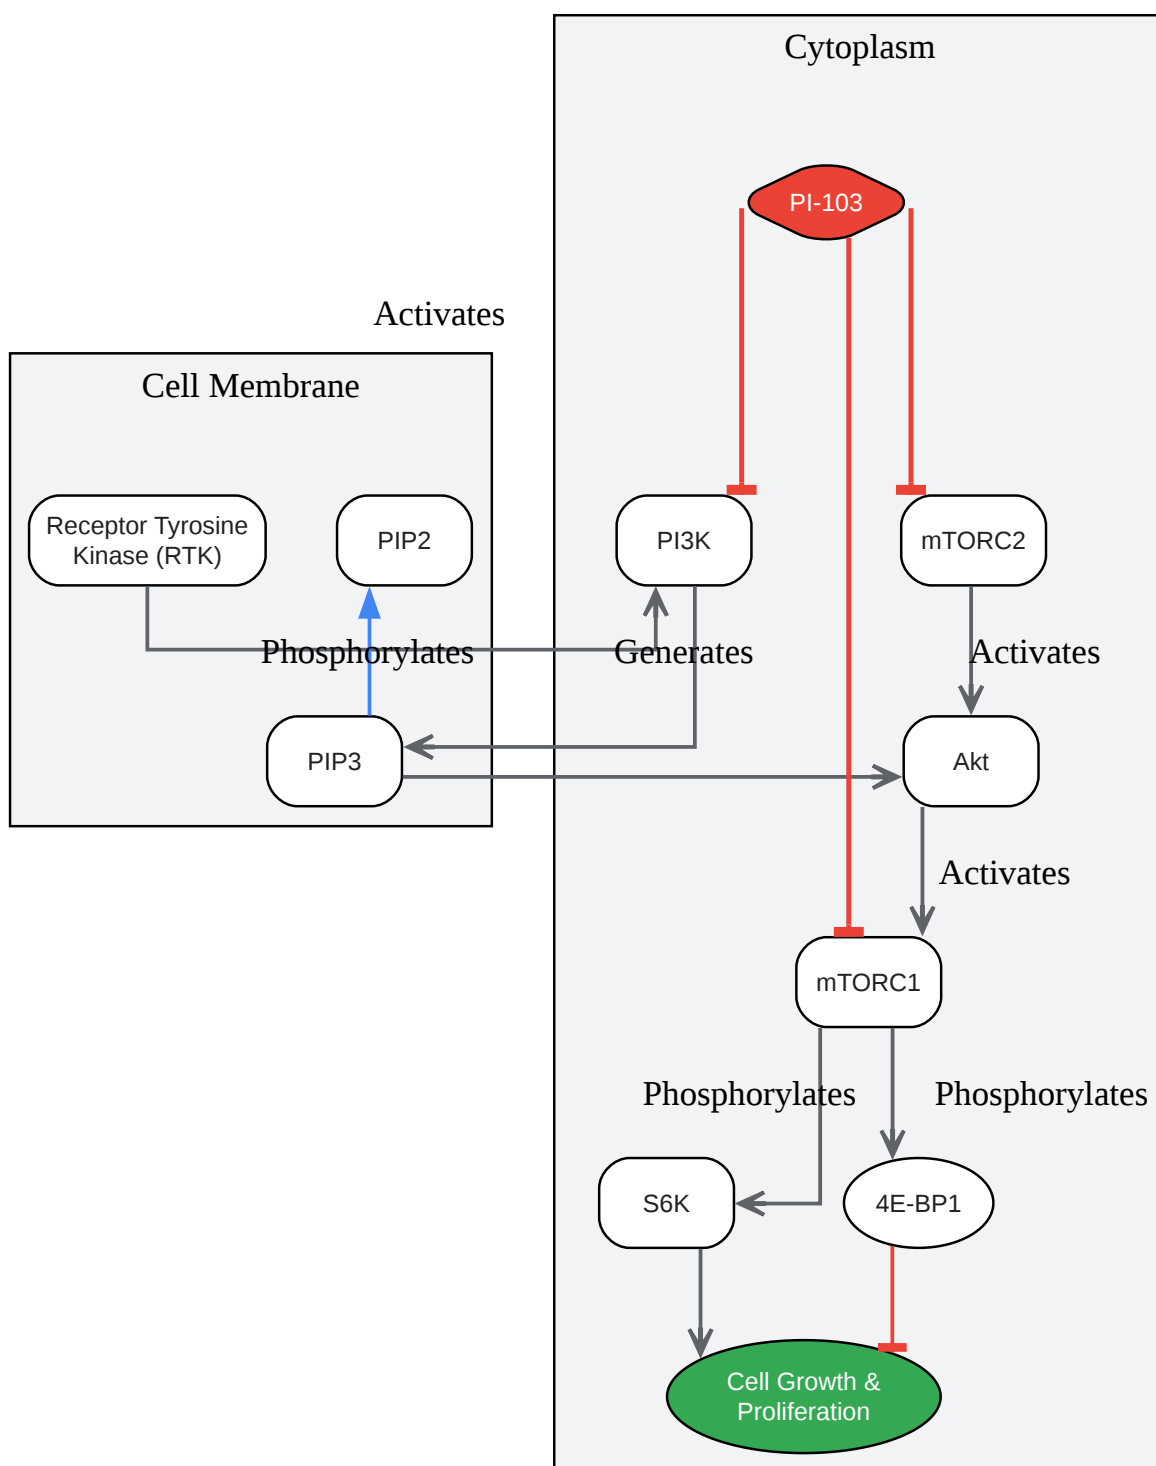 Cytoplasm
PI-103
Activates
Cell Membrane
Receptor Tyrosine
Kinase (RTK)
PIP2
PI3K
mTORC2
Phosphorylates
Generates
Activates
PIP3
Akt
Activates
mTORC1
Phosphorylates
Phosphorylates
S6K
4E-BP1
Cell Growth &
Proliferation